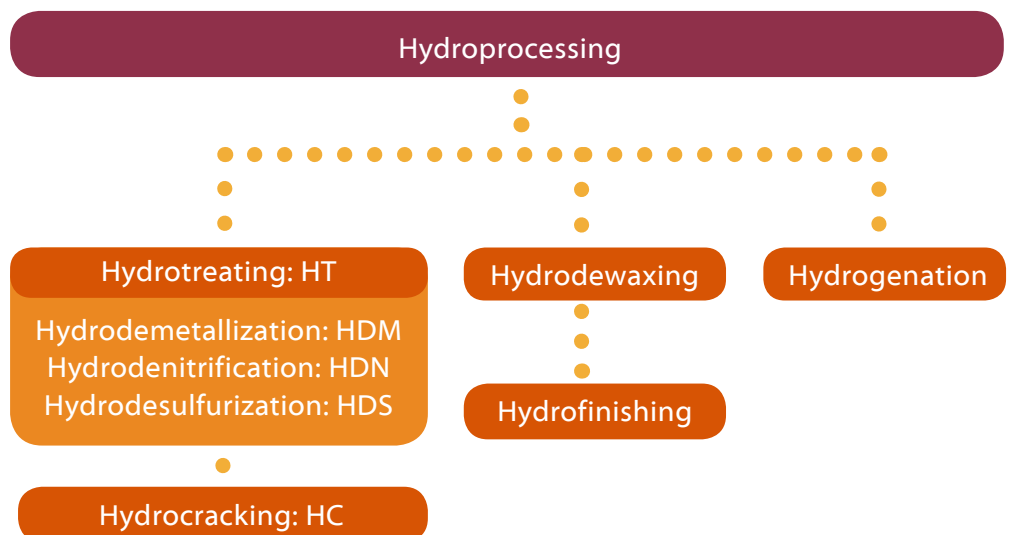 Hydroprocessing
Hydrotreating: HT
Hydrodemetallization: HDM
Hydrodenitrification: HDN
Hydrodesulfurization: HDS
Hydrocracking: HC
Hydrodewaxing
Hydrofinishing
Hydrogenation